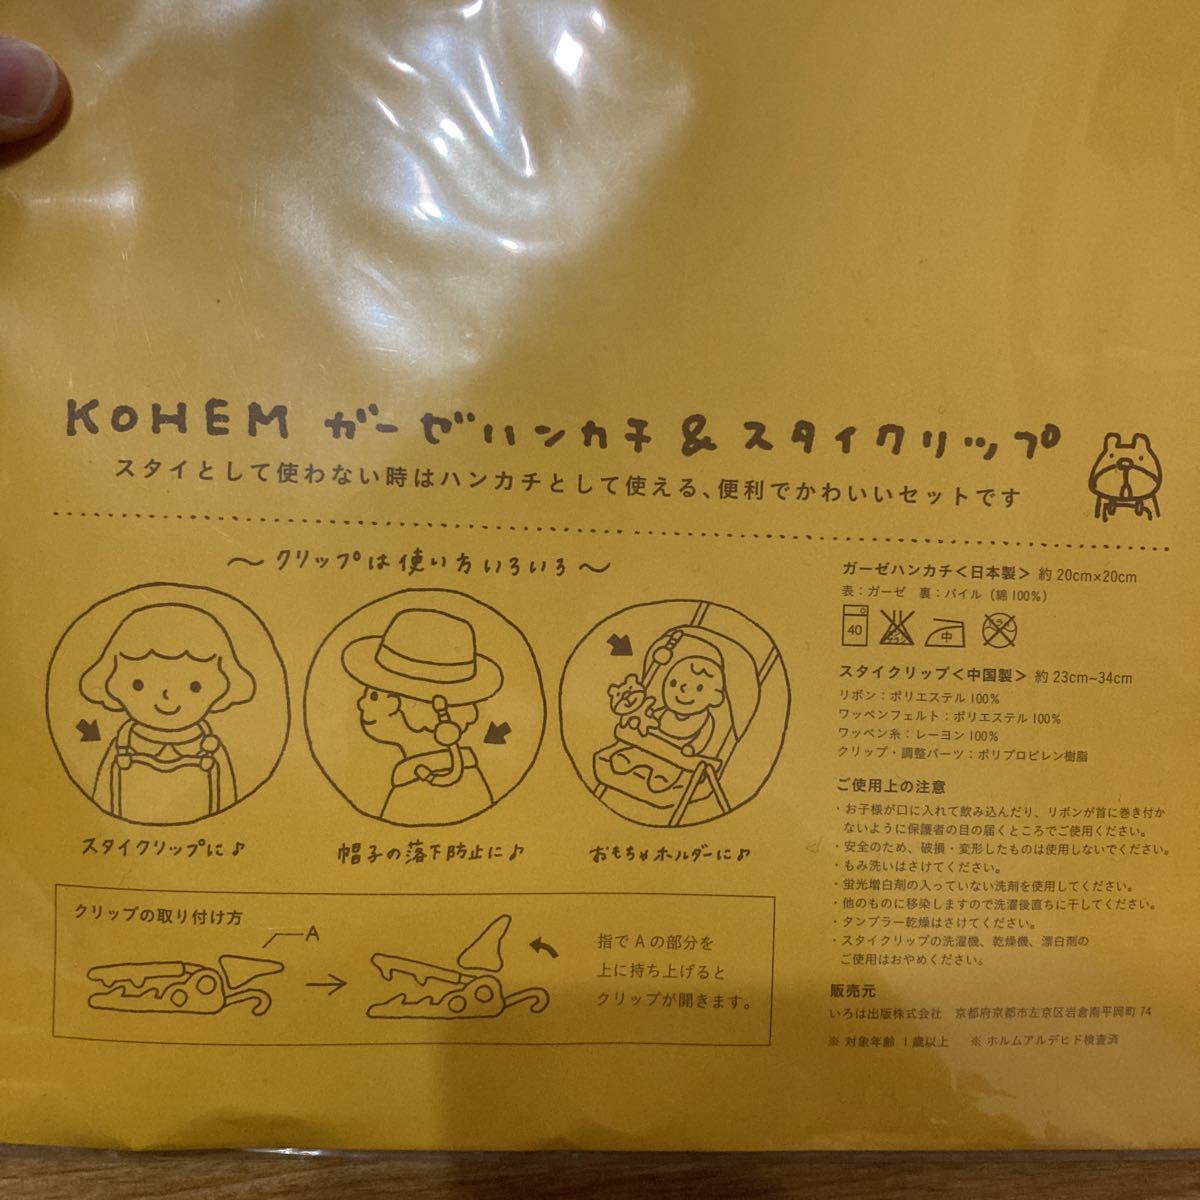 KOHEM ガーゼハンカチ & スタイクリップ
スタイとして使わない時はハンカチとして使える、便利でかわいいセットです
〜クリップは使い方いろいろ〜
スタイクリップに♪
帽子の落下防止に♪
おもちゃホルダーに♪
クリップの取り付け方
A
指でAの部分を
上に持ち上げると
クリップが開きます。
ガーゼハンカチ<日本製> 約20cm×20cm
表:ガーゼ 裏:パイル(綿100%)
40
中
スタイクリップ<中国製> 約23cm~34cm
リボン:ポリエステル100%
ワッペンフェルト:ポリエステル100%
ワッペン糸:レーヨン100%
クリップ・調整パーツ:ポリプロピレン樹脂
ご使用上の注意
・お子様が口に入れて飲み込んだり、リボンが首に巻き付か
ないように保護者の目の届くところでご使用ください。
・安全のため、破損・変形したものは使用しないでください。
・もみ洗いはさけてください。
・蛍光増白剤の入っていない洗剤を使用してください。
・他のものに移染しますので洗濯後直ちに干してください。
・タンブラー乾燥はさけてください。
・スタイクリップの洗濯機、乾燥機、漂白剤の
ご使用はおやめください。
販売元
いろは出版株式会社 京都府京都市左京区岩倉南平岡町74
※対象年齢 1歳以上 ※ホルムアルデヒド検査済